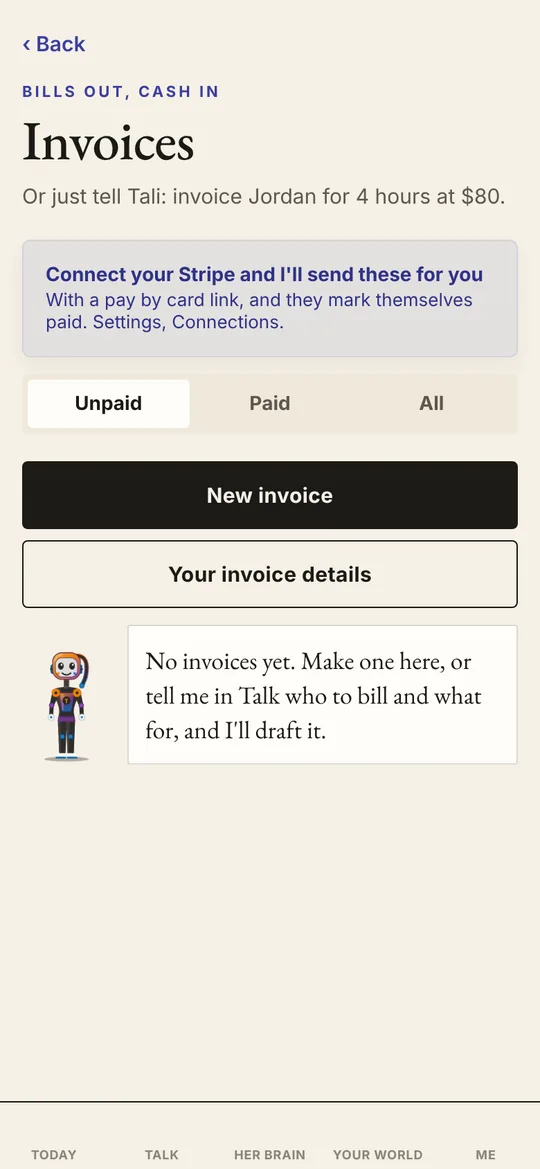 ‹ Back
BILLS OUT, CASH IN
Invoices
Or just tell Tali: invoice Jordan for 4 hours at $80.
Connect your Stripe and I'll send these for you
With a pay by card link, and they mark themselves
paid. Settings, Connections.
Unpaid Paid All
New invoice
Your invoice details
No invoices yet. Make one here, or
tell me in Talk who to bill and what
for, and I'll draft it.
TODAY TALK HER BRAIN YOUR WORLD ME